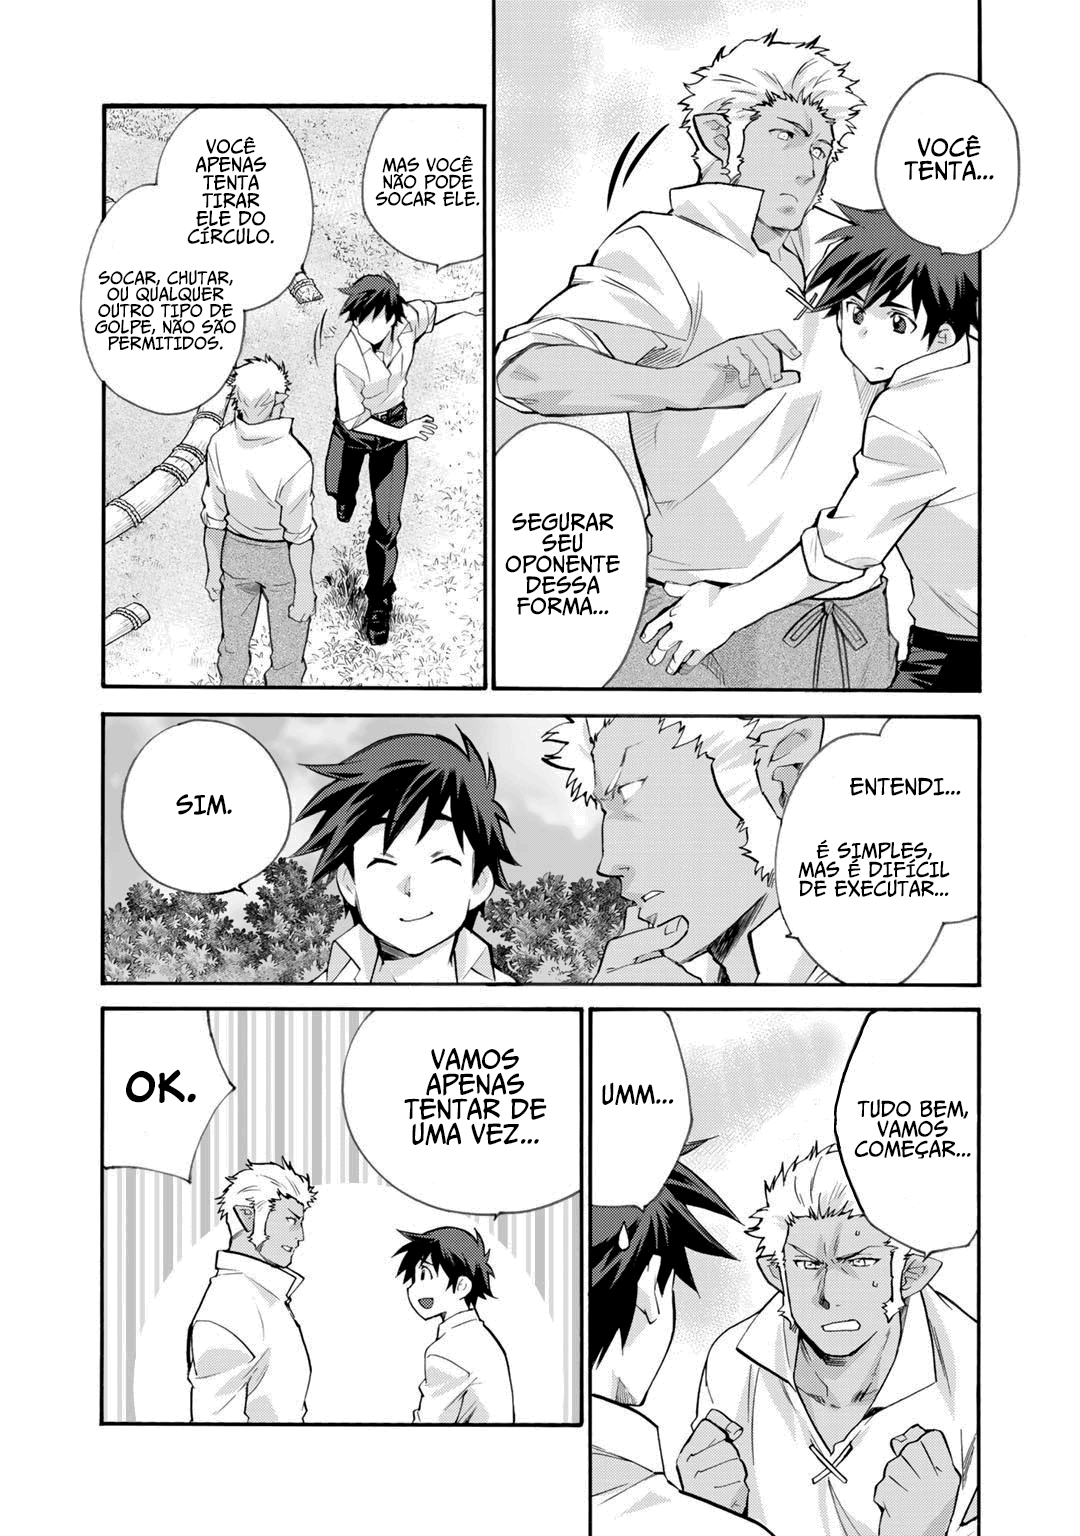 VOCÊ
TENTA...
SEGURAR
SEU
OPONENTE
DESSA
FORMA...
MAS VOCÊ
NÃO PODE
SOCAR ELE.
VOCÊ
APENAS
TENTA
TIRAR
ELE DO
CÍRCULO.
SOCAR, CHUTAR,
OU QUALQUER
OUTRO TIPO DE
GOLPE, NÃO SÃO
PERMITIDOS.
ENTENDI...
É SIMPLES,
MAS É DIFÍCIL
DE EXECUTAR...
SIM.
TUDO BEM,
VAMOS
COMEÇAR...
UMM...
VAMOS
APENAS
TENTAR DE
UMA VEZ...
OK.